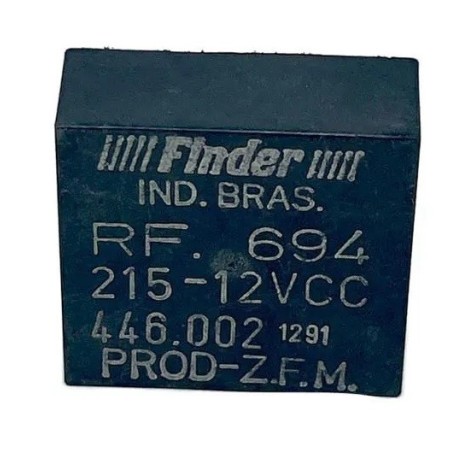 Finder
IND. BRAS.
RF. 694
215-12VCC
446.002 1291
PROD-Z.F.M.